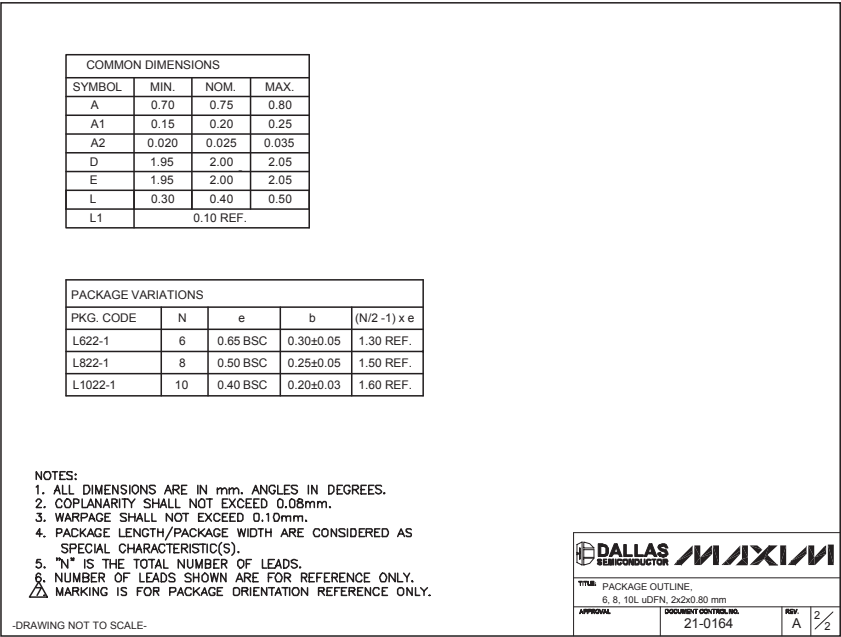 COMMON DIMENSIONS
SYMBOL MIN. NOM. MAX.
A 0.70 0.75 0.80
A1 0.15 0.20 0.25
A2 0.020 0.025 0.035
D 1.95 2.00 2.05
E 1.95 2.00 2.05
L 0.30 0.40 0.50
L1 0.10 REF.
PACKAGE VARIATIONS
PKG. CODE N e b (N/2 -1) x e
L622-1 6 0.65 BSC 0.30±0.05 1.30 REF.
L822-1 8 0.50 BSC 0.25±0.05 1.50 REF.
L1022-1 10 0.40 BSC 0.20±0.03 1.60 REF.
NOTES:
1. ALL DIMENSIONS ARE IN mm. ANGLES IN DEGREES.
2. COPLANARITY SHALL NOT EXCEED 0.08mm.
3. WARPAGE SHALL NOT EXCEED 0.10mm.
4. PACKAGE LENGTH/PACKAGE WIDTH ARE CONSIDERED AS
SPECIAL CHARACTERISTIC(S).
5. "N" IS THE TOTAL NUMBER OF LEADS.
6. NUMBER OF LEADS SHOWN ARE FOR REFERENCE ONLY.
7. MARKING IS FOR PACKAGE ORIENTATION REFERENCE ONLY.
-DRAWING NOT TO SCALE-
DALLAS SEMICONDUCTOR MAXIM
TITLE: PACKAGE OUTLINE,
6, 8, 10L uDFN, 2x2x0.80 mm
APPROVAL DOCUMENT CONTROL NO. REV.
21-0164 A 2/2